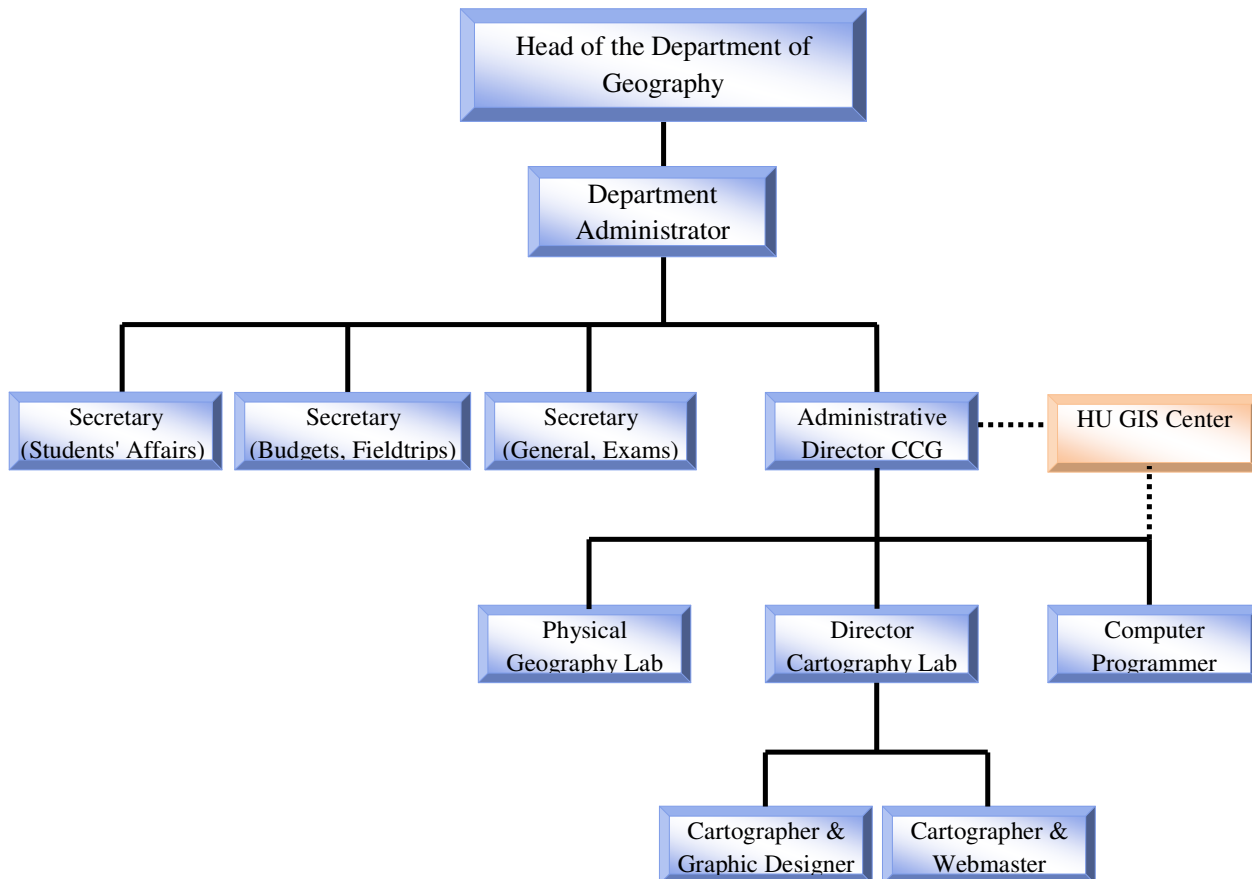 Head of the Department of
Geography
Department
Administrator
Secretary
(Students' Affairs)
Secretary
(Budgets, Fieldtrips)
Secretary
(General, Exams)
Administrative
Director CCG
HU GIS Center
Physical
Geography Lab
Director
Cartography Lab
Computer
Programmer
Cartographer &
Graphic Designer
Cartographer &
Webmaster